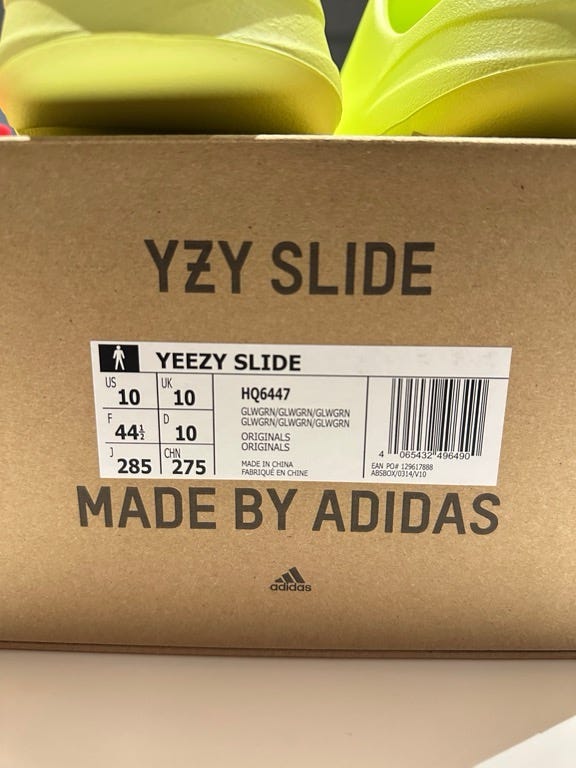 YZY SLIDE
YEEZY SLIDE
US 10 UK 10
F 44½ D 10
J 285 CHN 275
HQ6447
GLWGRN/GLWGRN/GLWGRN
GLWGRN/GLWGRN/GLWGRN
ORIGINALS
ORIGINALS
MADE IN CHINA
FABRIQUÉ EN CHINE
4 065432 496490
EAN PO# 129617888
ABSBOX/0314/V10
MADE BY ADIDAS
adidas